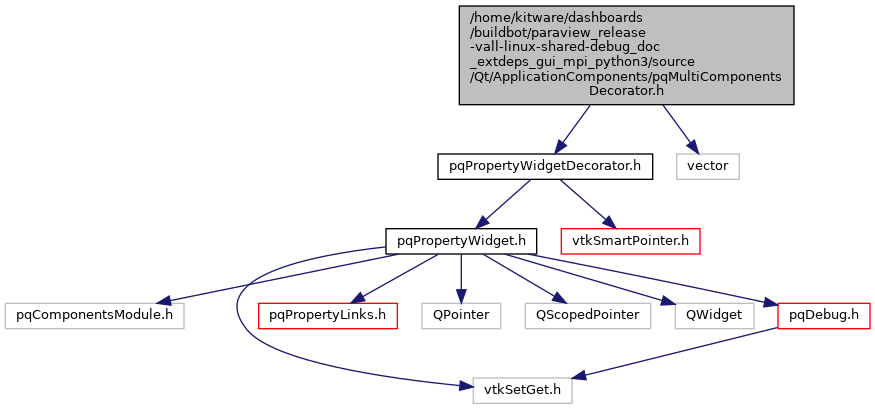 /home/kitware/dashboards
/buildbot/paraview_release
-vall-linux-shared-debug_doc
_extdeps_gui_mpi_python3/source
/Qt/ApplicationComponents/pqMultiComponents
Decorator.h
pqPropertyWidgetDecorator.h
vector
pqPropertyWidget.h
vtkSmartPointer.h
pqComponentsModule.h
pqPropertyLinks.h
QPointer
QScopedPointer
QWidget
pqDebug.h
vtkSetGet.h